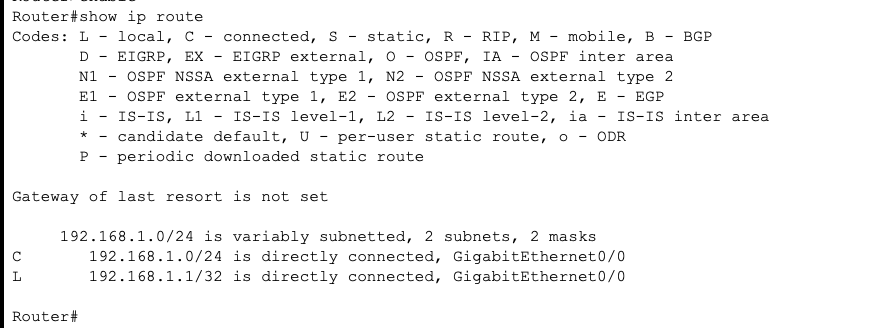 Router#show ip route
Codes: L - local, C - connected, S - static, R - RIP, M - mobile, B - BGP
D - EIGRP, EX - EIGRP external, O - OSPF, IA - OSPF inter area
N1 - OSPF NSSA external type 1, N2 - OSPF NSSA external type 2
E1 - OSPF external type 1, E2 - OSPF external type 2, E - EGP
i - IS-IS, L1 - IS-IS level-1, L2 - IS-IS level-2, ia - IS-IS inter area
* - candidate default, U - per-user static route, o - ODR
P - periodic downloaded static route
Gateway of last resort is not set
192.168.1.0/24 is variably subnetted, 2 subnets, 2 masks
C 192.168.1.0/24 is directly connected, GigabitEthernet0/0
L 192.168.1.1/32 is directly connected, GigabitEthernet0/0
Router#